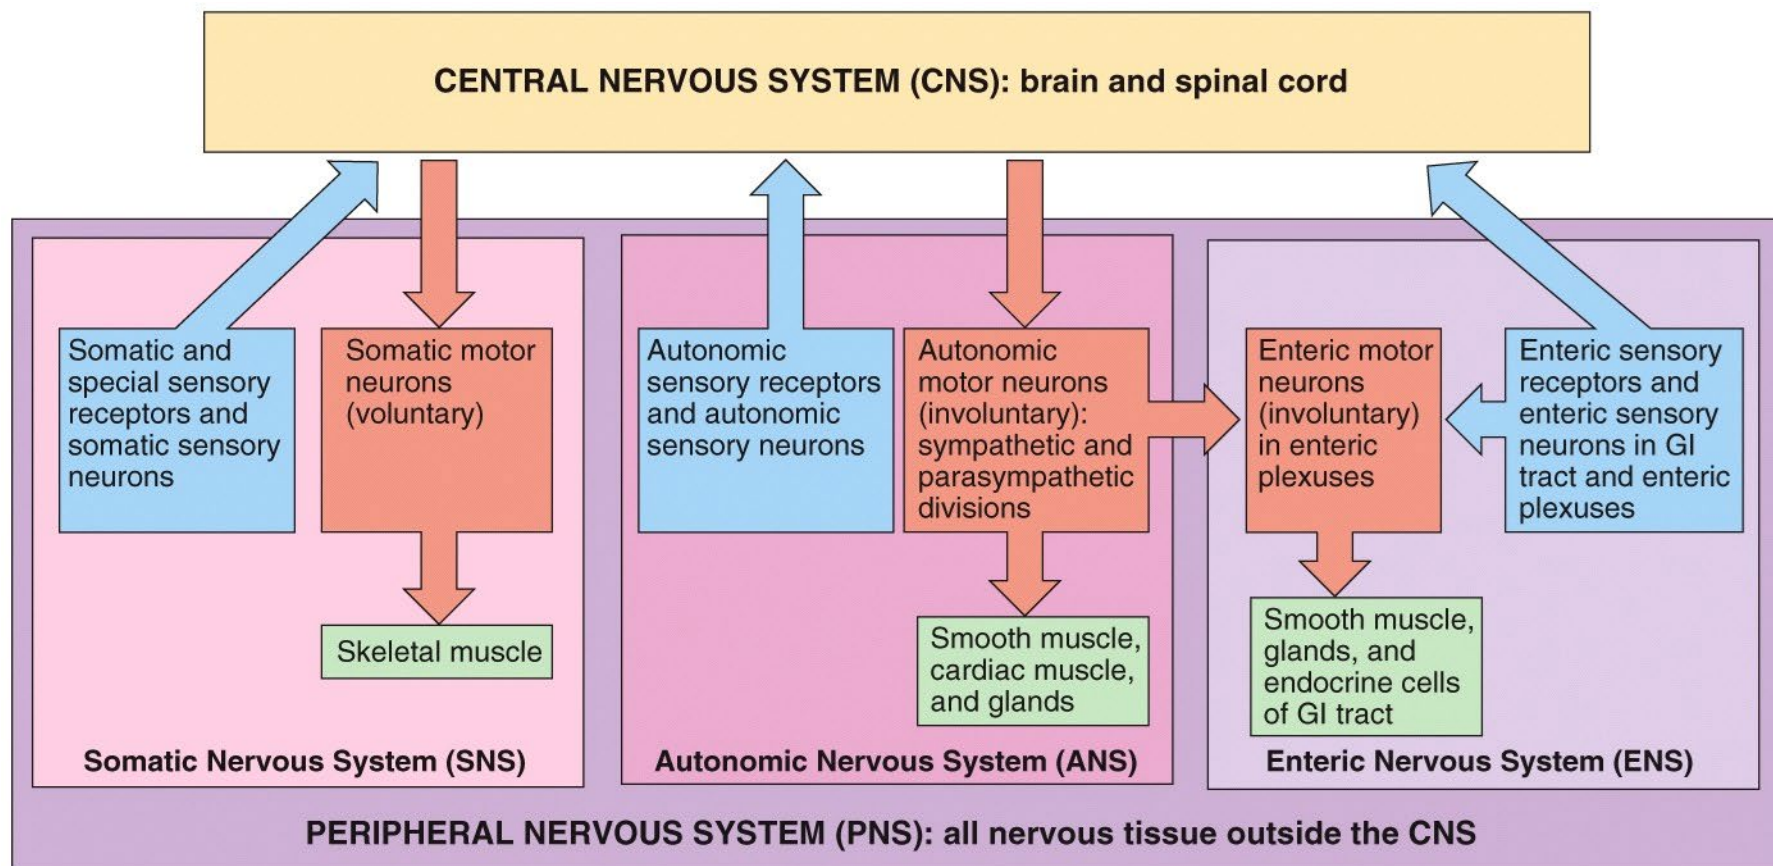 CENTRAL NERVOUS SYSTEM (CNS): brain and spinal cord
Somatic and
special sensory
receptors and
somatic sensory
neurons
Somatic motor
neurons
(voluntary)
Skeletal muscle
Somatic Nervous System (SNS)
Autonomic
sensory receptors
and autonomic
sensory neurons
Autonomic
motor neurons
(involuntary):
sympathetic and
parasympathetic
divisions
Smooth muscle,
cardiac muscle,
and glands
Autonomic Nervous System (ANS)
Enteric motor
neurons
(involuntary)
in enteric
plexuses
Enteric sensory
receptors and
enteric sensory
neurons in GI
tract and enteric
plexuses
Smooth muscle,
glands, and
endocrine cells
of GI tract
Enteric Nervous System (ENS)
PERIPHERAL NERVOUS SYSTEM (PNS): all nervous tissue outside the CNS